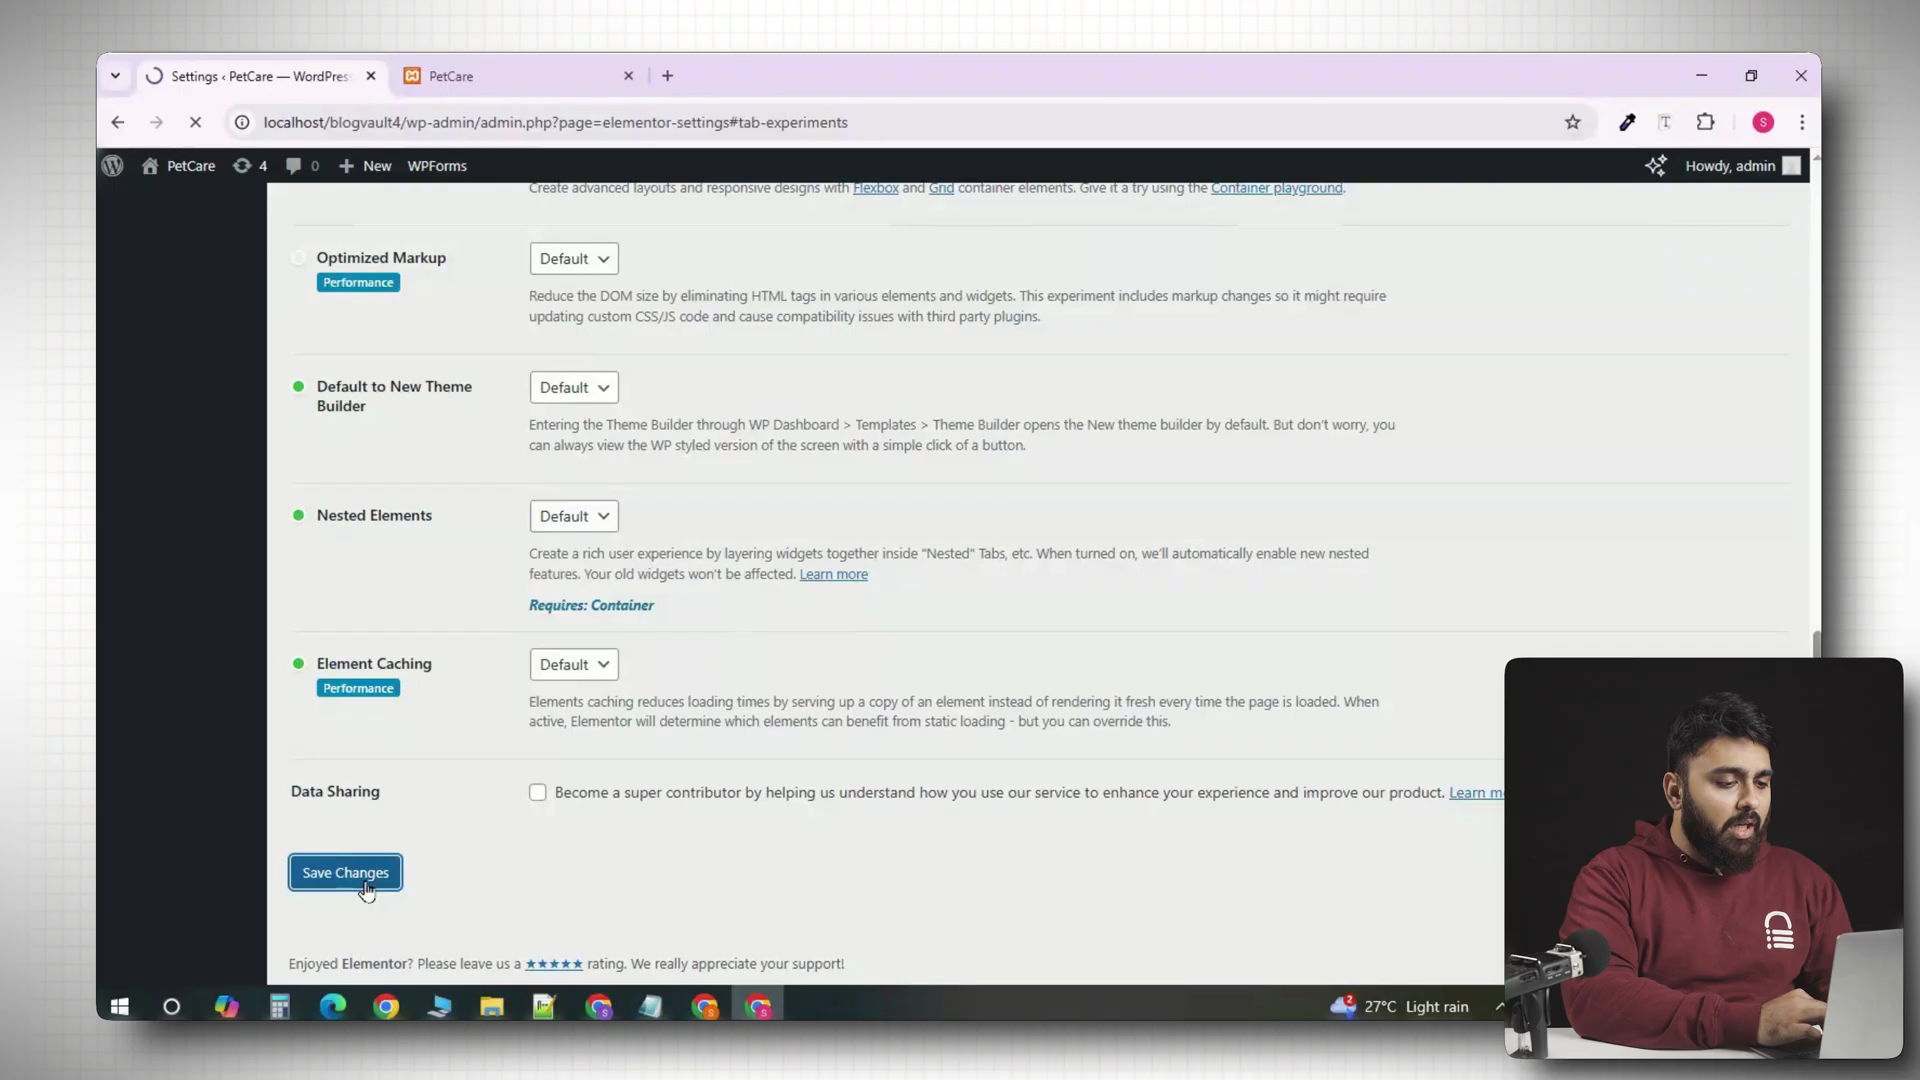 Settings ‹ PetCare — WordPres
PetCare
localhost/blogvault4/wp-admin/admin.php?page=elementor-settings#tab-experiments
PetCare 4 0 New WPForms
Howdy, admin
Create advanced layouts and responsive designs with Flexbox and Grid container elements. Give it a try using the Container playground.
Optimized Markup
Default
Performance
Reduce the DOM size by eliminating HTML tags in various elements and widgets. This experiment includes markup changes so it might require
updating custom CSS/JS code and cause compatibility issues with third party plugins.
Default to New Theme
Builder
Default
Entering the Theme Builder through WP Dashboard > Templates > Theme Builder opens the New theme builder by default. But don't worry, you
can always view the WP styled version of the screen with a simple click of a button.
Nested Elements
Default
Create a rich user experience by layering widgets together inside "Nested" Tabs, etc. When turned on, we'll automatically enable new nested
features. Your old widgets won't be affected. Learn more
Requires: Container
Element Caching
Default
Performance
Elements caching reduces loading times by serving up a copy of an element instead of rendering it fresh every time the page is loaded. When
active, Elementor will determine which elements can benefit from static loading - but you can override this.
Data Sharing
Become a super contributor by helping us understand how you use our service to enhance your experience and improve our product. Learn m
Save Changes
Enjoyed Elementor? Please leave us a ★★★★★ rating. We really appreciate your support!
27°C Light rain